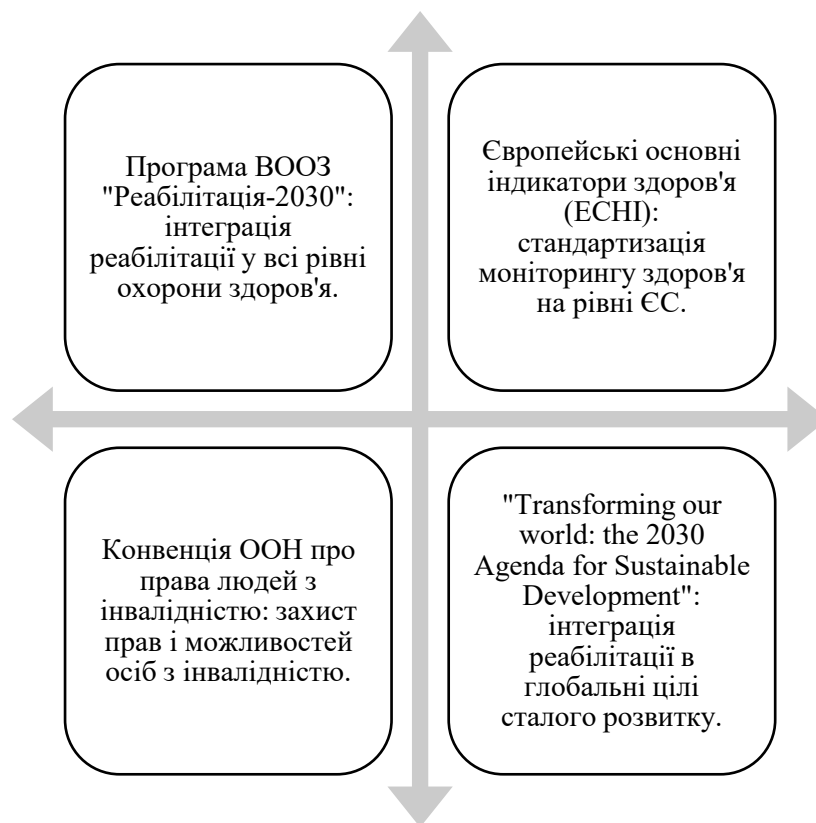 Програма ВООЗ
"Реабілітація-2030":
інтеграція
реабілітації у всі рівні
охорони здоров'я.
Європейські основні
індикатори здоров'я
(ECHI):
стандартизація
моніторингу здоров'я
на рівні ЄС.
Конвенція ООН про
права людей з
інвалідністю: захист
прав і можливостей
осіб з інвалідністю.
"Transforming our
world: the 2030
Agenda for Sustainable
Development":
інтеграція
реабілітації в
глобальні цілі
сталого розвитку.